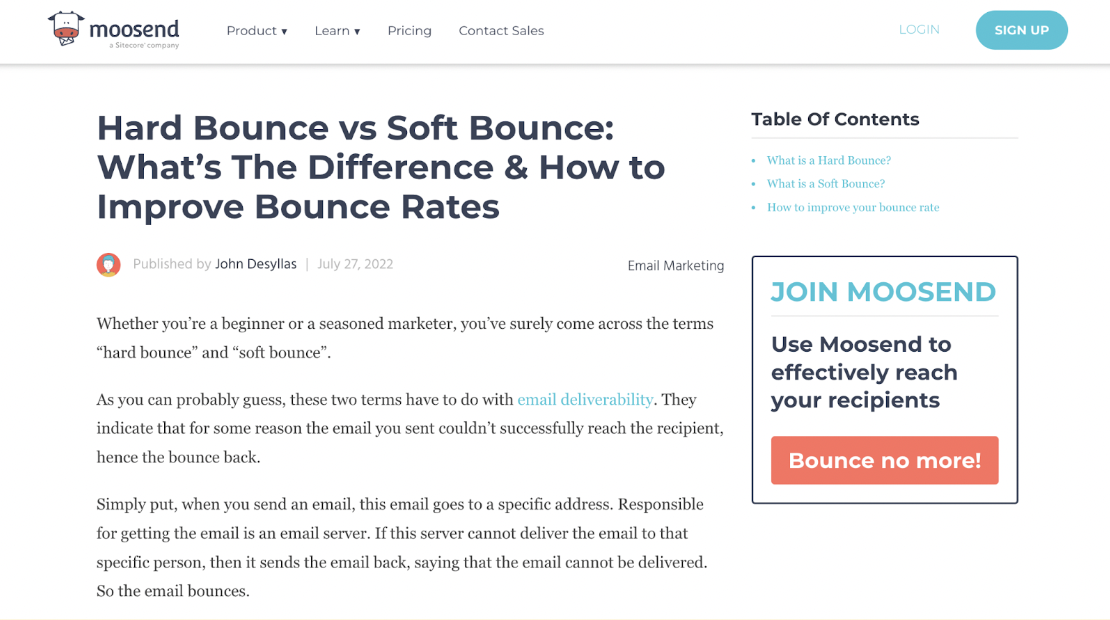 moosend
a Sitecore company
Product ▾
Learn ▾
Pricing
Contact Sales
LOGIN
SIGN UP
Hard Bounce vs Soft Bounce:
What's The Difference & How to
Improve Bounce Rates
Published by John Desyllas | July 27, 2022
Email Marketing
Whether you're a beginner or a seasoned marketer, you've surely come across the terms
“hard bounce” and “soft bounce”.
As you can probably guess, these two terms have to do with email deliverability. They
indicate that for some reason the email you sent couldn't successfully reach the recipient,
hence the bounce back.
Simply put, when you send an email, this email goes to a specific address. Responsible
for getting the email is an email server. If this server cannot deliver the email to that
specific person, then it sends the email back, saying that the email cannot be delivered.
So the email bounces.
Table Of Contents
• What is a Hard Bounce?
• What is a Soft Bounce?
• How to improve your bounce rate
JOIN MOOSEND
Use Moosend to
effectively reach
your recipients
Bounce no more!